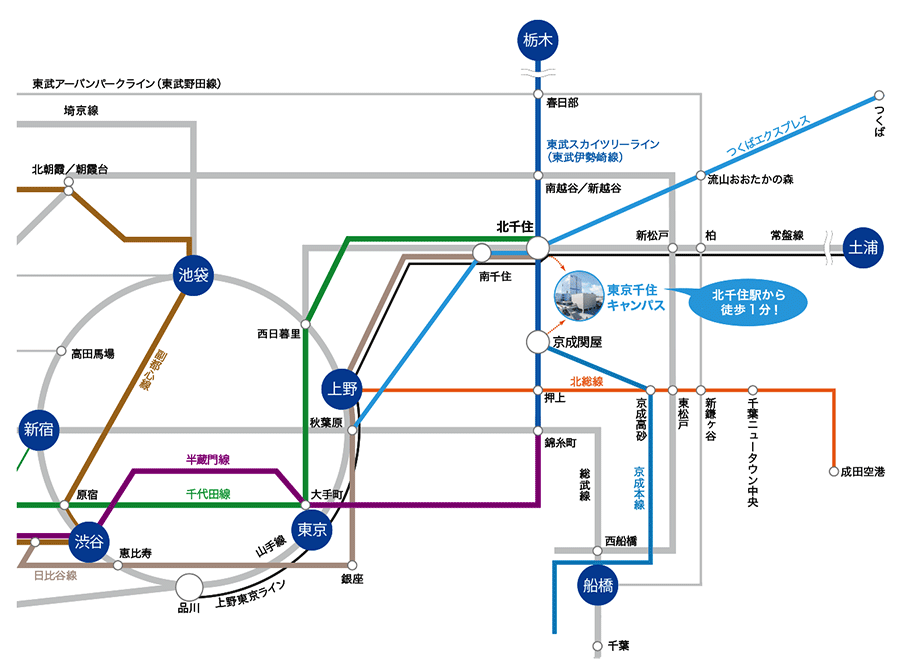 栃木
東武アーバンパークライン（東武野田線）
春日部
埼京線
つくばエクスプレス
つくば
東武スカイツリーライン
（東武伊勢崎線）
北朝霞／朝霞台
南越谷／新越谷
流山おおたかの森
北千住
新松戸
柏
常盤線
土浦
池袋
南千住
東京千住
キャンパス
北千住駅から
徒歩1分！
西日暮里
京成関屋
高田馬場
副都心線
上野
北総線
押上
京成高砂
東松戸
新鎌ヶ谷
千葉ニュータウン中央
新宿
秋葉原
錦糸町
半蔵門線
総武線
京成本線
成田空港
原宿
千代田線
大手町
渋谷
東京
山手線
恵比寿
西船橋
日比谷線
銀座
船橋
品川
上野東京ライン
千葉